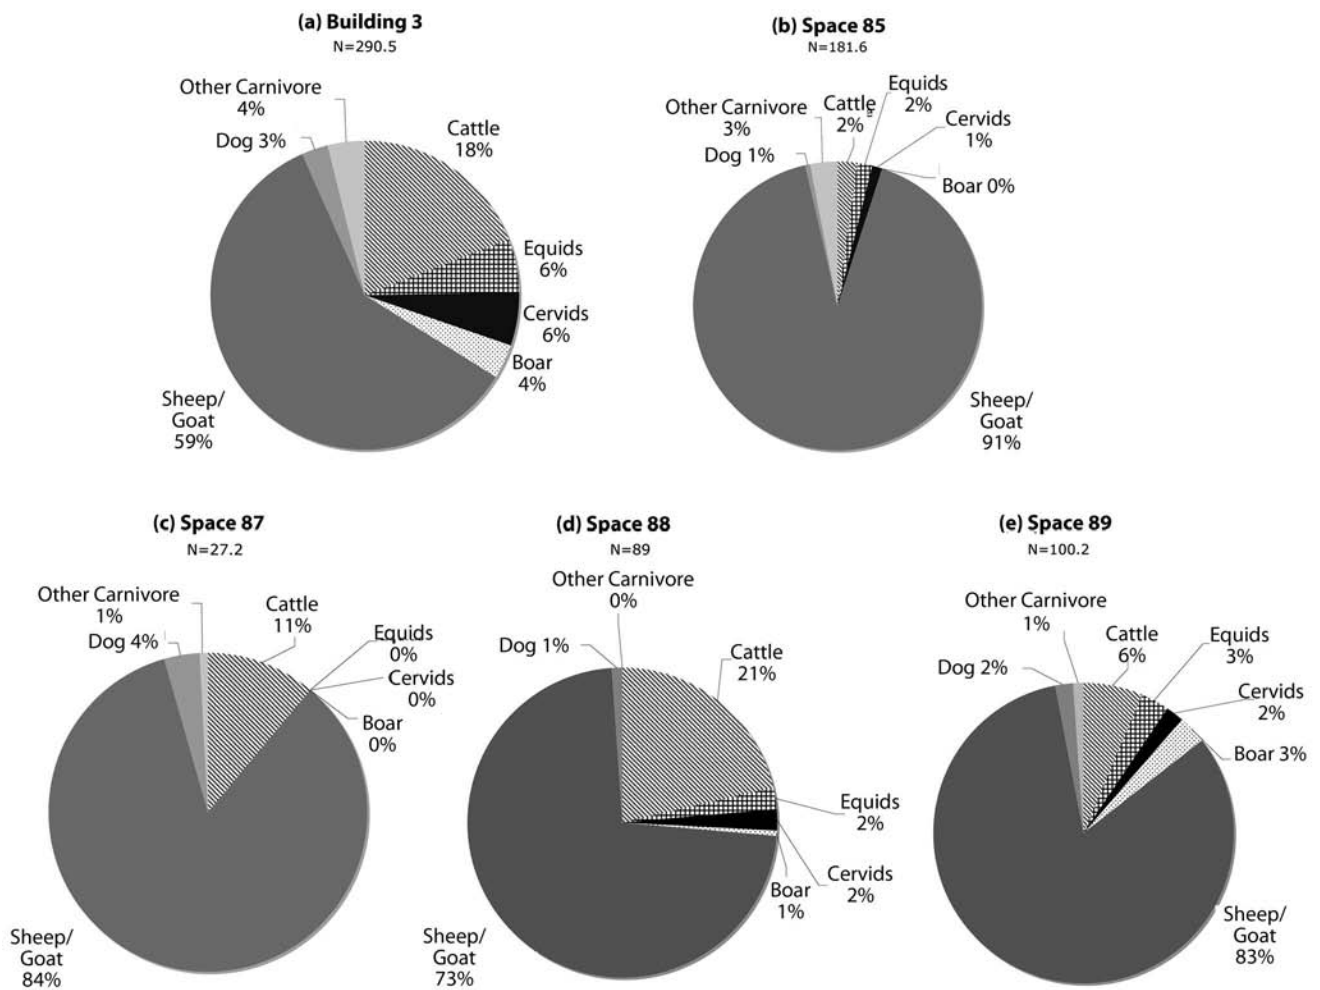 (a) Building 3
N=290.5
Other Carnivore
4%
Dog 3%
Cattle
18%
Equids
6%
Cervids
6%
Boar
4%
Sheep/
Goat
59%
(b) Space 85
N=181.6
Other Carnivore
3%
Dog 1%
Cattle
2%
Equids
2%
Cervids
1%
Boar 0%
Sheep/
Goat
91%
(c) Space 87
N=27.2
Other Carnivore
1%
Dog 4%
Cattle
11%
Equids
0%
Cervids
0%
Boar
0%
Sheep/
Goat
84%
(d) Space 88
N=89
Other Carnivore
0%
Dog 1%
Cattle
21%
Equids
2%
Cervids
2%
Boar
1%
Sheep/
Goat
73%
(e) Space 89
N=100.2
Other Carnivore
1%
Dog 2%
Cattle
6%
Equids
3%
Cervids
2%
Boar 3%
Sheep/
Goat
83%